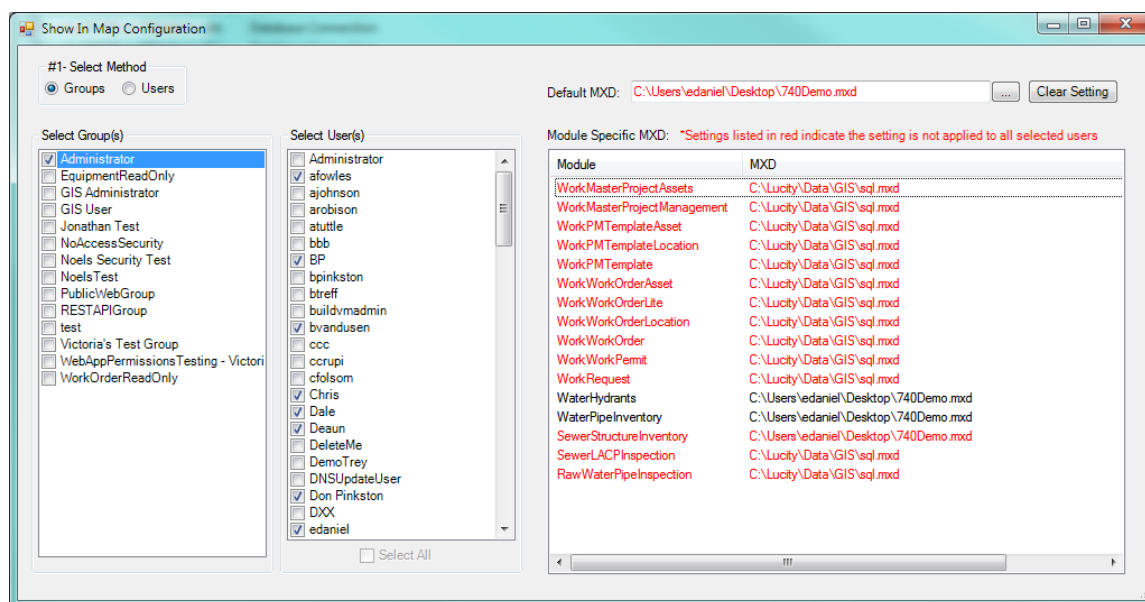 Show In Map Configuration
#1- Select Method
Groups
Users
Default MXD:
C:\Users\edaniel\Desktop\740Demo.mxd
...
Clear Setting
Select Group(s)
Administrator
EquipmentReadOnly
GIS Administrator
GIS User
Jonathan Test
NoAccessSecurity
Noels Security Test
NoelsTest
PublicWebGroup
RESTAPIGroup
test
Victoria's Test Group
WebAppPermissionsTesting - Victori
WorkOrderReadOnly
Select User(s)
Administrator
afowles
ajohnson
arobison
atuttle
bbb
BP
bpinkston
btreff
buildvmadmin
bvandusen
ccc
ccrupi
cfolsom
Chris
Dale
Deaun
DeleteMe
DemoTrey
DNSUpdateUser
Don Pinkston
DXX
edaniel
Select All
Module Specific MXD: *Settings listed in red indicate the setting is not applied to all selected users
Module MXD
WorkMasterProjectAssets C:\Lucity\Data\GIS\sql.mxd
WorkMasterProjectManagement C:\Lucity\Data\GIS\sql.mxd
WorkPMTemplateAsset C:\Lucity\Data\GIS\sql.mxd
WorkPMTemplateLocation C:\Lucity\Data\GIS\sql.mxd
WorkPMTemplate C:\Lucity\Data\GIS\sql.mxd
WorkWorkOrderAsset C:\Lucity\Data\GIS\sql.mxd
WorkWorkOrderLite C:\Lucity\Data\GIS\sql.mxd
WorkWorkOrderLocation C:\Lucity\Data\GIS\sql.mxd
WorkWorkOrder C:\Lucity\Data\GIS\sql.mxd
WorkWorkPermit C:\Lucity\Data\GIS\sql.mxd
WorkRequest C:\Lucity\Data\GIS\sql.mxd
WaterHydrants C:\Users\edaniel\Desktop\740Demo.mxd
WaterPipeInventory C:\Users\edaniel\Desktop\740Demo.mxd
SewerStructureInventory C:\Users\edaniel\Desktop\740Demo.mxd
SewerLACPInspection C:\Lucity\Data\GIS\sql.mxd
RawWaterPipeInspection C:\Lucity\Data\GIS\sql.mxd